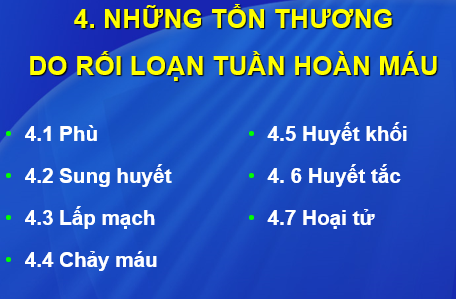 4. NHỮNG TỔN THƯƠNG
DO RỐI LOẠN TUẦN HOÀN MÁU
• 4.1 Phù
• 4.2 Sung huyết
• 4.3 Lấp mạch
• 4.4 Chảy máu
• 4.5 Huyết khối
• 4. 6 Huyết tắc
• 4.7 Hoại tử